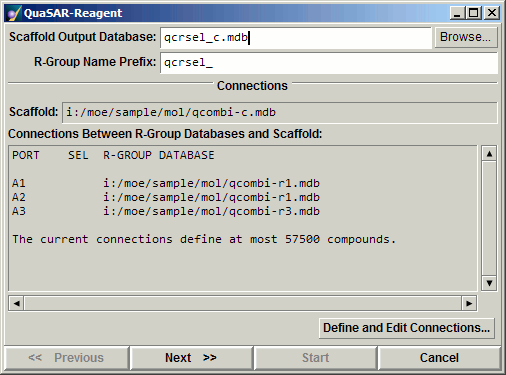 QuaSAR-Reagent
Scaffold Output Database: qcrsel_c.mdb Browse...
R-Group Name Prefix: qcrsel_
Connections
Scaffold: i:/moe/sample/mol/qcombi-c.mdb
Connections Between R-Group Databases and Scaffold:
PORT SEL R-GROUP DATABASE
A1 i:/moe/sample/mol/qcombi-r1.mdb
A2 i:/moe/sample/mol/qcombi-r1.mdb
A3 i:/moe/sample/mol/qcombi-r3.mdb
The current connections define at most 57500 compounds.
Define and Edit Connections...
<< Previous Next >> Start Cancel